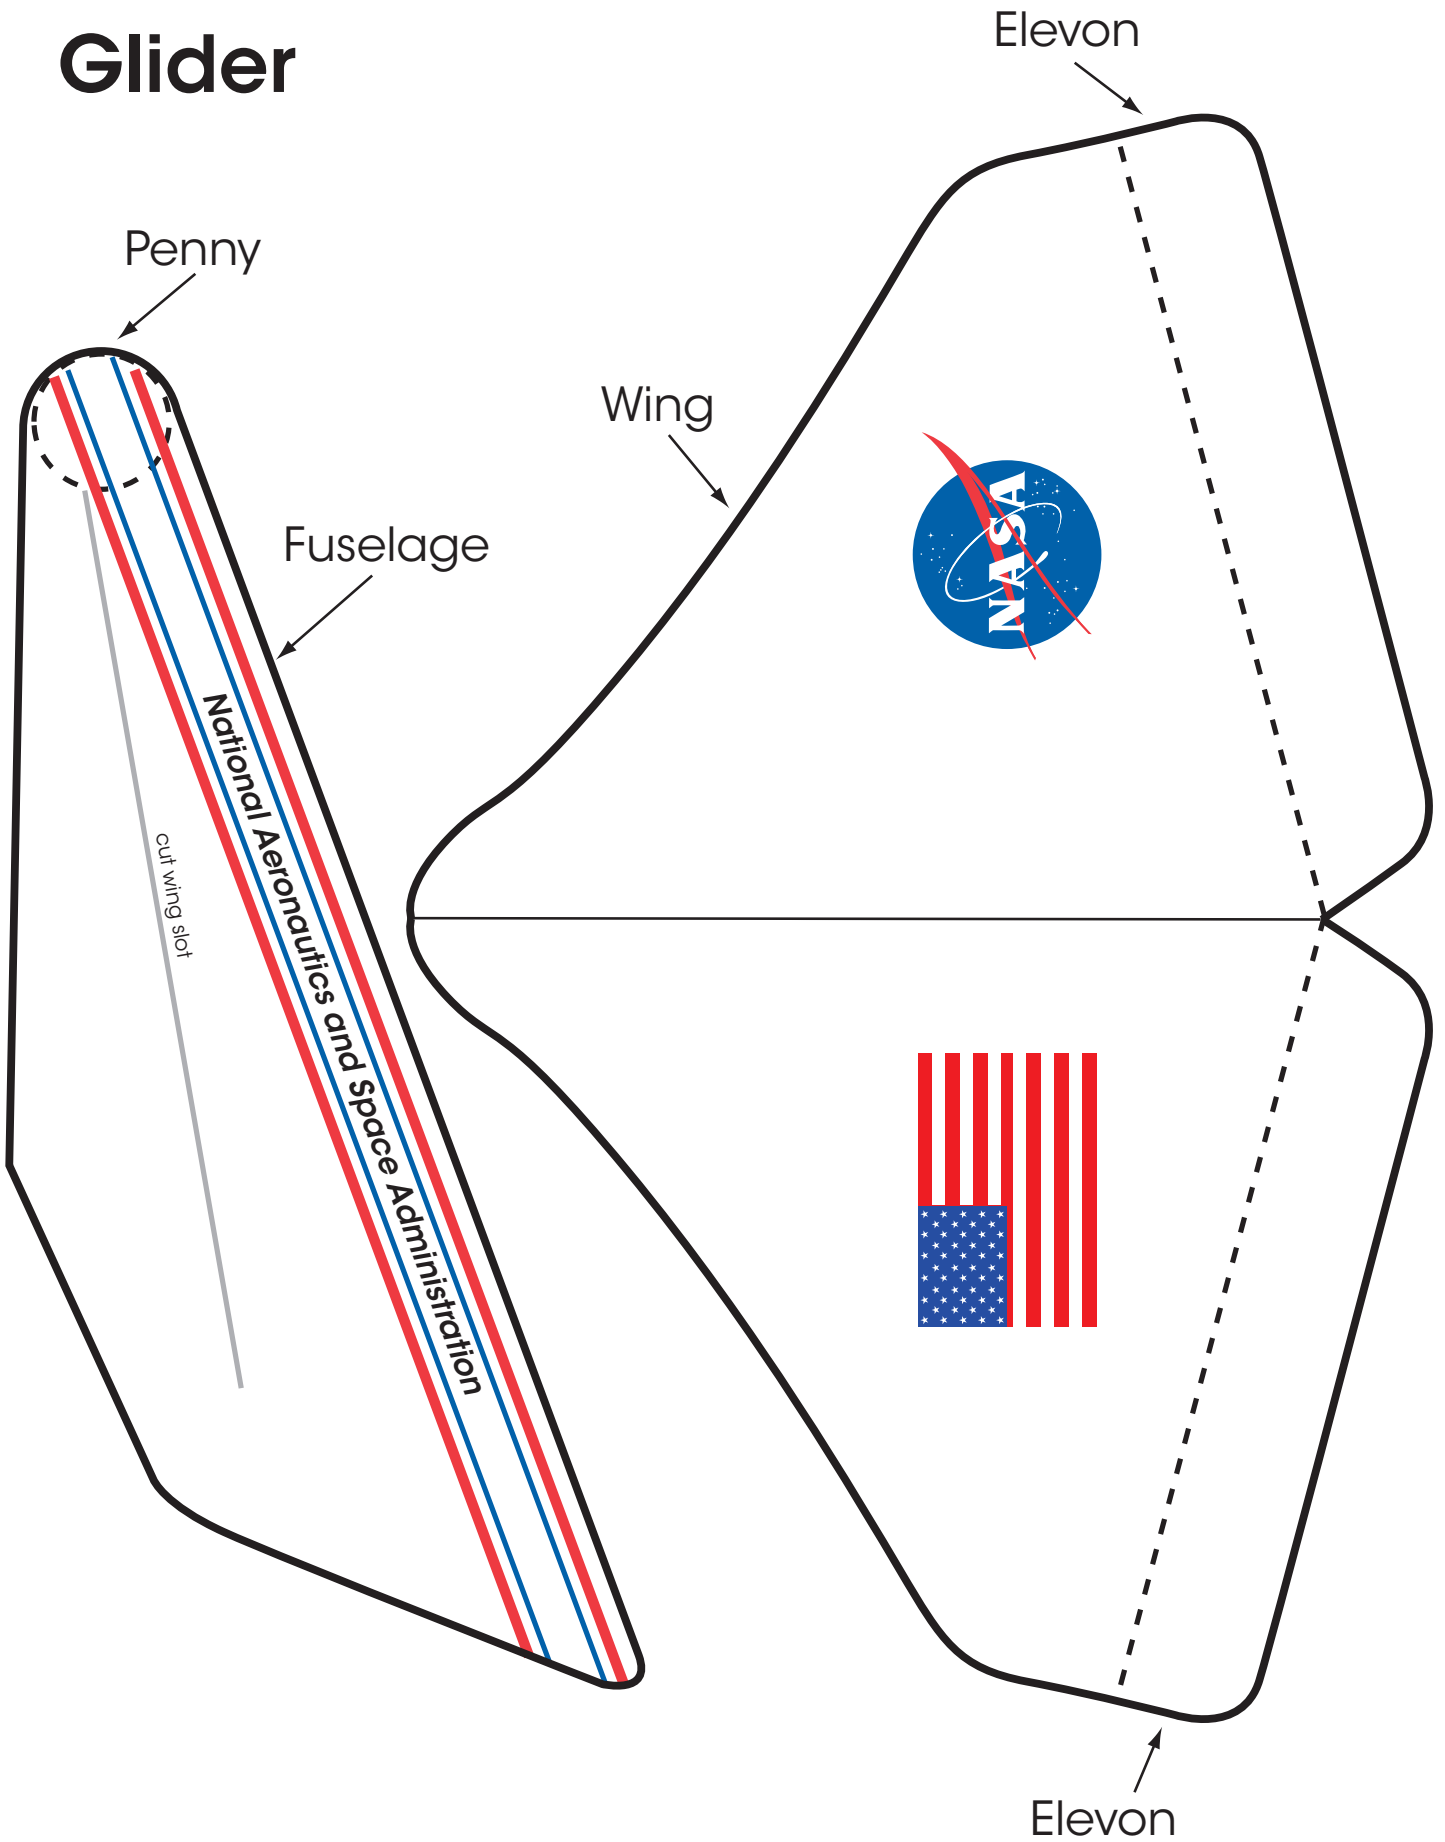 Glider
Elevon
Penny
Wing
Fuselage
NASA
National Aeronautics and Space Administration
cut wing slot
Elevon